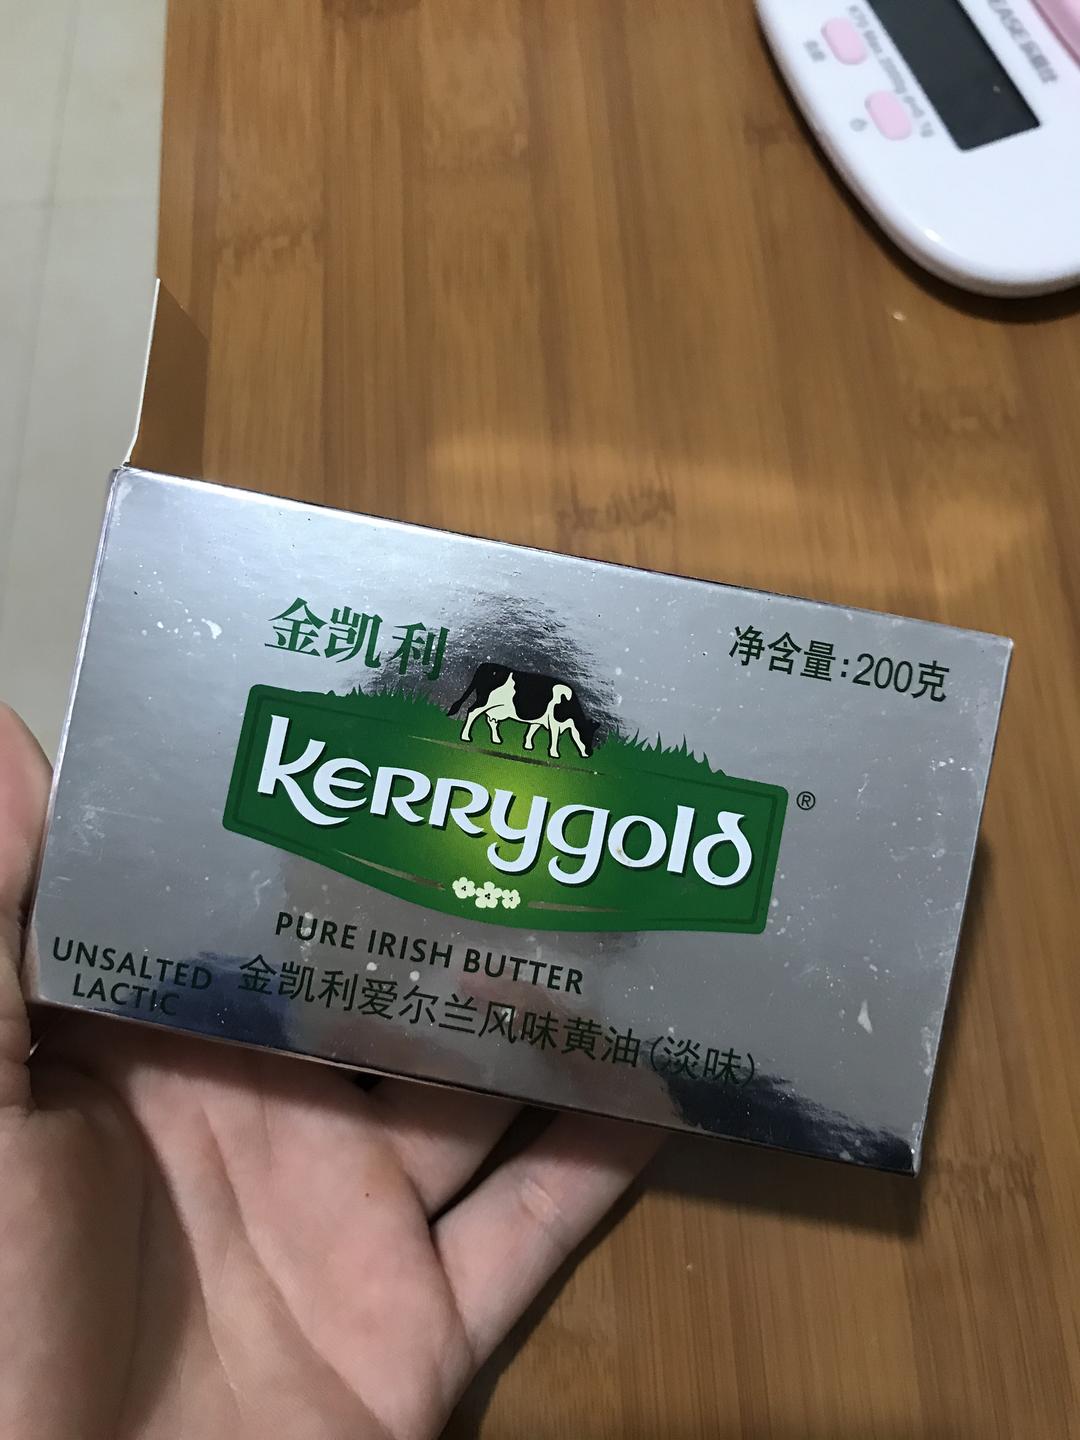 金凯利
净含量:200克
Kerrygold
®
PURE IRISH BUTTER
UNSALTED
LACTIC
金凯利爱尔兰风味黄油(淡味)